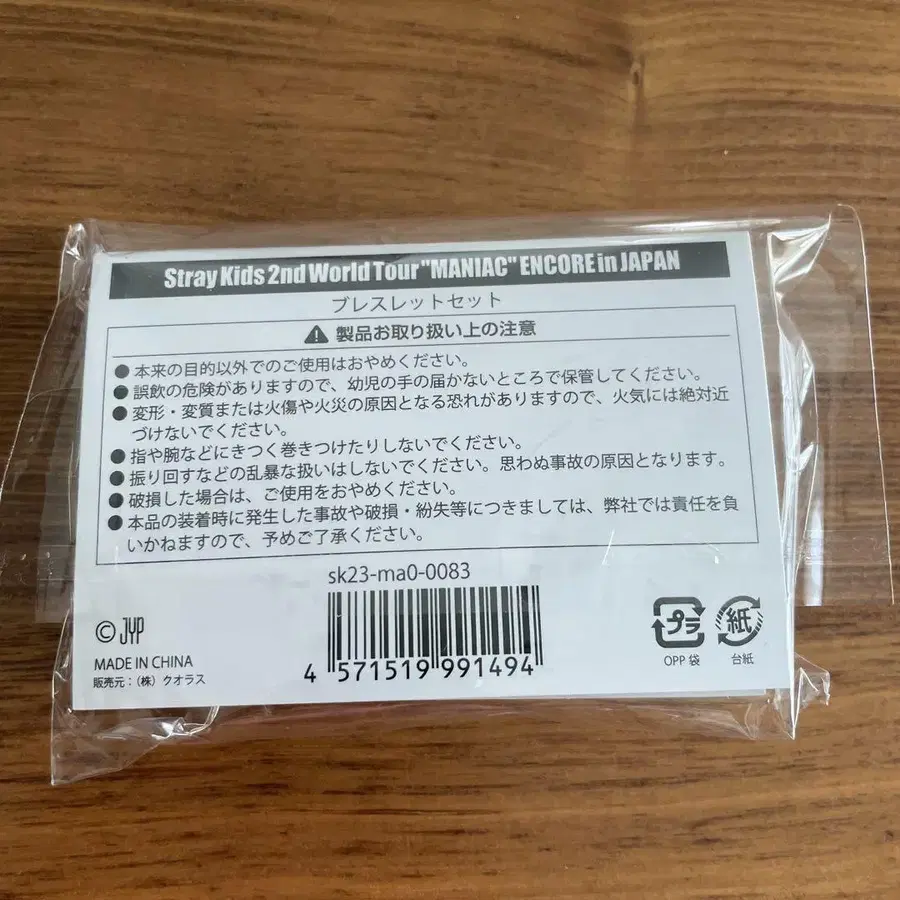 Stray Kids 2nd World Tour "MANIAC" ENCORE in JAPAN
ブレスレットセット
製品お取り扱い上の注意
● 本来の目的以外でのご使用はおやめください。
● 誤飲の危険がありますので、幼児の手の届かないところで保管してください。
● 変形・変質または火傷や火災の原因となる恐れがありますので、火気には絶対近
づけないでください。
● 指や腕などにきつく巻きつけたりしないでください。
● 振り回すなどの乱暴な扱いはしないでください。思わぬ事故の原因となります。
● 破損した場合は、ご使用をおやめください。
● 本品の装着時に発生した事故や破損・紛失等につきましては、弊社では責任を負
いかねますので、予めご了承ください。
sk23-ma0-0083
4 571519 991494
© JYP
MADE IN CHINA
販売元：（株）クオラス
プラ
OPP 袋
紙
台紙